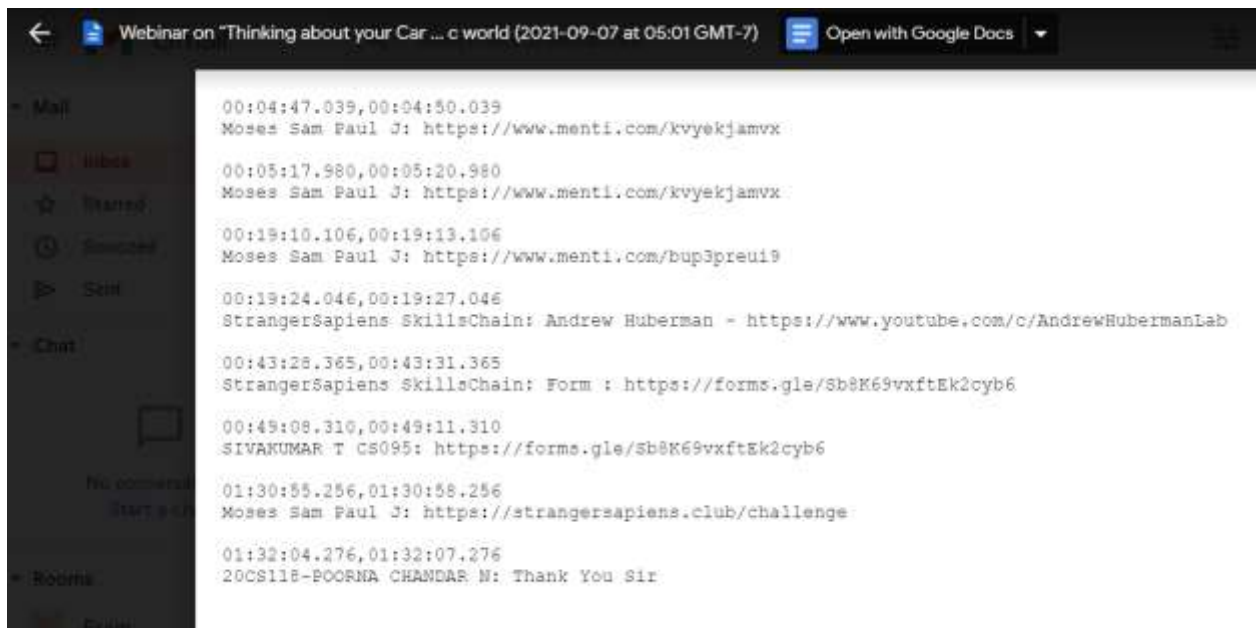 Webinar on "Thinking about your Car ... c world (2021-09-07 at 05:01 GMT-7)
Open with Google Docs
Mail
Inbox
Starred
Snoozed
Sent
Chat
Rooms
00:04:47.039,00:04:50.039
Moses Sam Paul J: https://www.menti.com/kvyekjamvx
00:05:17.980,00:05:20.980
Moses Sam Paul J: https://www.menti.com/kvyekjamvx
00:19:10.106,00:19:13.106
Moses Sam Paul J: https://www.menti.com/bup3preui9
00:19:24.046,00:19:27.046
StrangerSapiens SkillsChain: Andrew Huberman - https://www.youtube.com/c/AndrewHubermanLab
00:43:28.365,00:43:31.365
StrangerSapiens SkillsChain: Form : https://forms.gle/Sb8K69vxftEk2cyb6
00:49:08.310,00:49:11.310
SIVAKUMAR T CS095: https://forms.gle/Sb8K69vxftEk2cyb6
01:30:55.256,01:30:58.256
Moses Sam Paul J: https://strangersapiens.club/challenge
01:32:04.276,01:32:07.276
20CS118-POORNA CHANDAR N: Thank You Sir